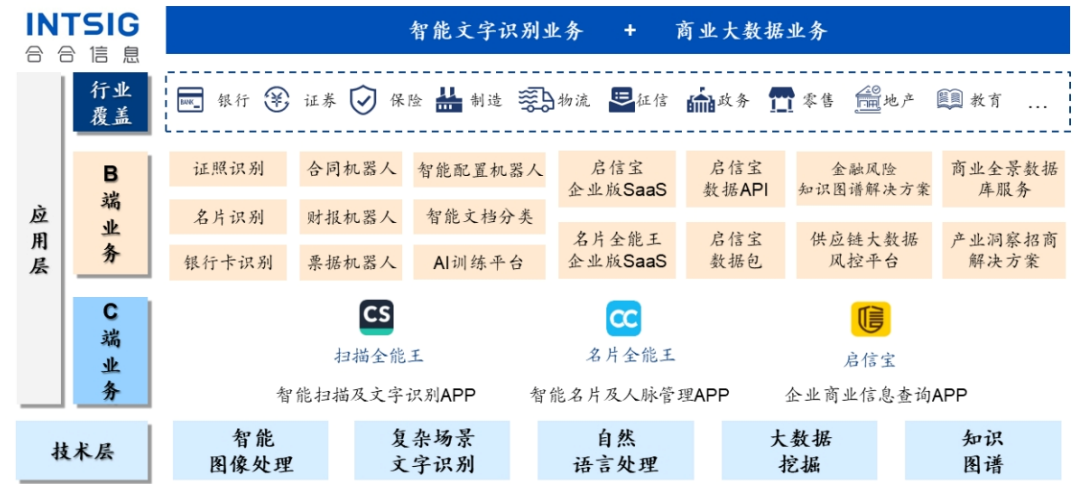 INTSIG
合合信息
智能文字识别业务 + 商业大数据业务
应用层
行业
覆盖
BANK
银行 证券 保险 制造 物流 征信 政务 零售 地产 教育 ...
B
端
业
务
证照识别 合同机器人 智能配置机器人
名片识别 财报机器人 智能文档分类
银行卡识别 票据机器人 AI训练平台
启信宝
企业版SaaS
启信宝
数据API
金融风险
知识图谱解决方案
商业全景数据
库服务
名片全能王
企业版SaaS
启信宝
数据包
供应链大数据
风控平台
产业洞察招商
解决方案
C
端
业
务
CS
扫描全能王
智能扫描及文字识别APP
CC
名片全能王
智能名片及人脉管理APP
信
启信宝
企业商业信息查询APP
技术层
智能
图像处理
复杂场景
文字识别
自然
语言处理
大数据
挖掘
知识
图谱